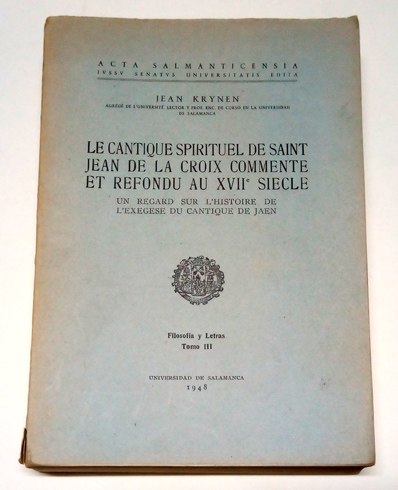 ACTA SALMANTICENSIA
IVSSV SENATVS UNIVERSITATIS EDITA
JEAN KRYNEN
AGRÉGÉ DE L'UNIVERSITÉ. LECTOR Y PROF. ENC. DE CURSO EN LA UNIVERSIDAD
DE SALAMANCA
LE CANTIQUE SPIRITUEL DE SAINT
JEAN DE LA CROIX COMMENTE
ET REFONDU AU XVIIe SIECLE
UN REGARD SUR L'HISTOIRE DE
L'EXEGESE DU CANTIQUE DE JAEN
Filosofía y Letras
Tomo III
UNIVERSIDAD DE SALAMANCA
1948